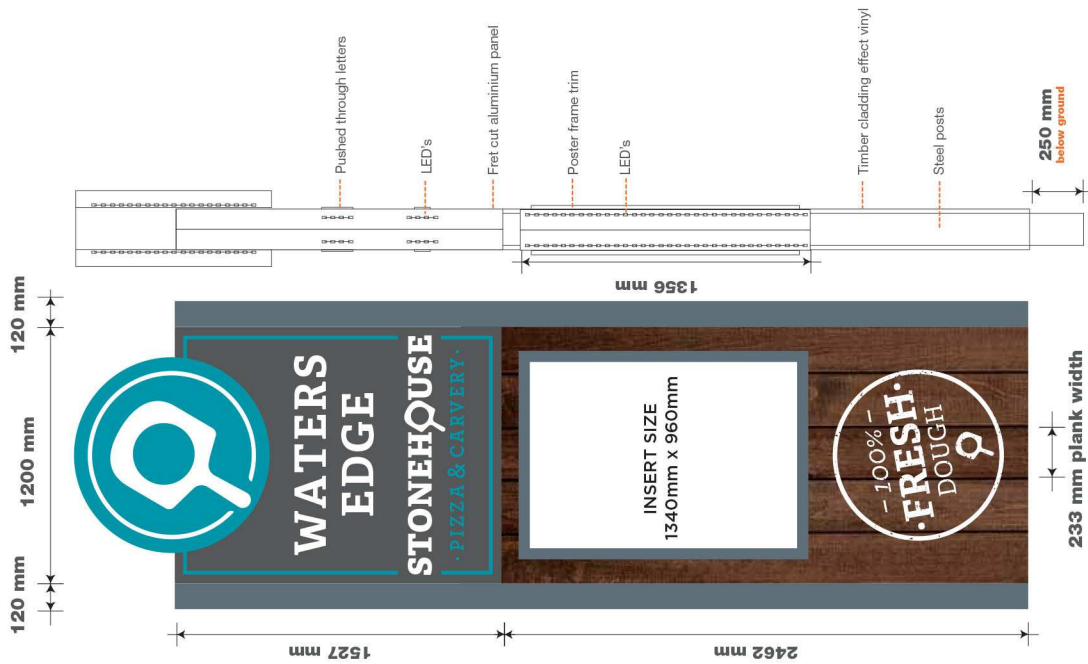 120 mm
1200 mm
120 mm
1527 mm
2462 mm
WATERS
EDGE
STONEHOUSE
· PIZZA & CARVERY ·
INSERT SIZE
1340mm x 960mm
– 100% –
·FRESH·
DOUGH
233 mm plank width
1356 mm
Pushed through letters
LED's
Fret cut aluminium panel
Poster frame trim
LED's
Timber cladding effect vinyl
Steel posts
250 mm
below ground